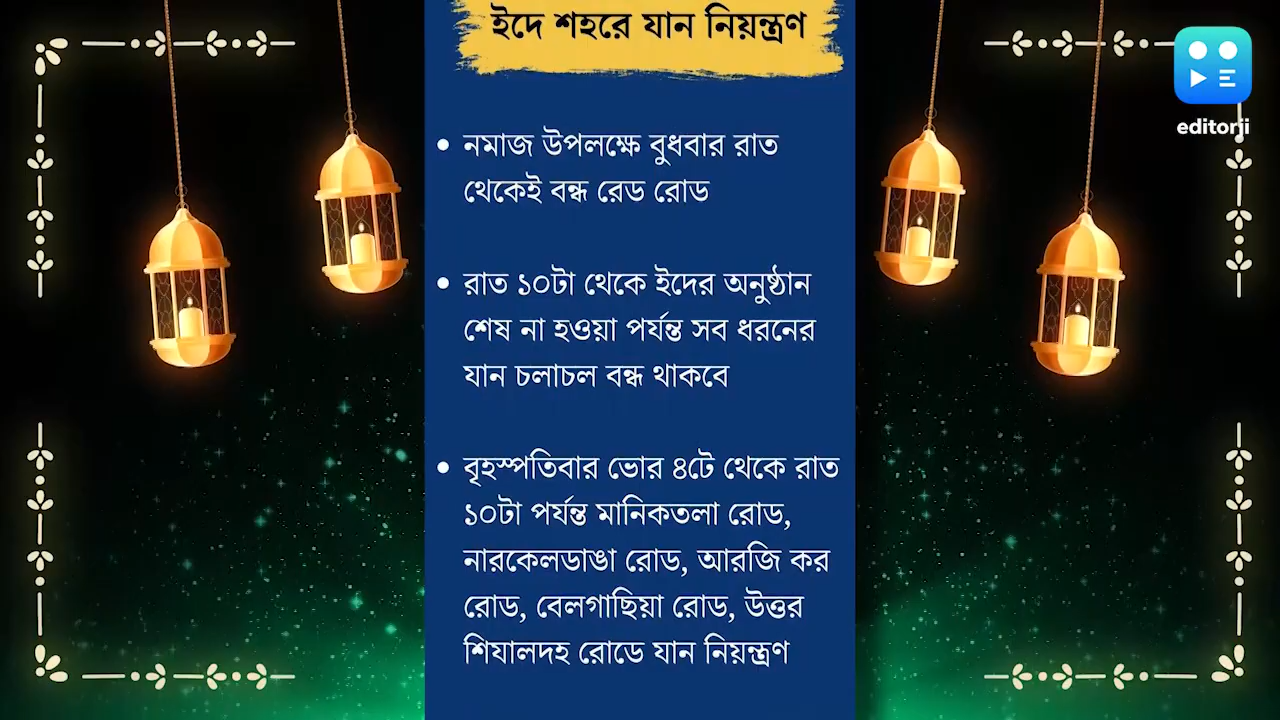 ইদে শহরে যান নিয়ন্ত্রণ
editorji
• নমাজ উপলক্ষে বুধবার রাত
থেকেই বন্ধ রেড রোড
• রাত ১০টা থেকে ইদের অনুষ্ঠান
শেষ না হওয়া পর্যন্ত সব ধরনের
যান চলাচল বন্ধ থাকবে
• বৃহস্পতিবার ভোর ৪টে থেকে রাত
১০টা পর্যন্ত মানিকতলা রোড,
নারকেলডাঙা রোড, আরজি কর
রোড, বেলগাছিয়া রোড, উত্তর
শিযালদহ রোডে যান নিয়ন্ত্রণ